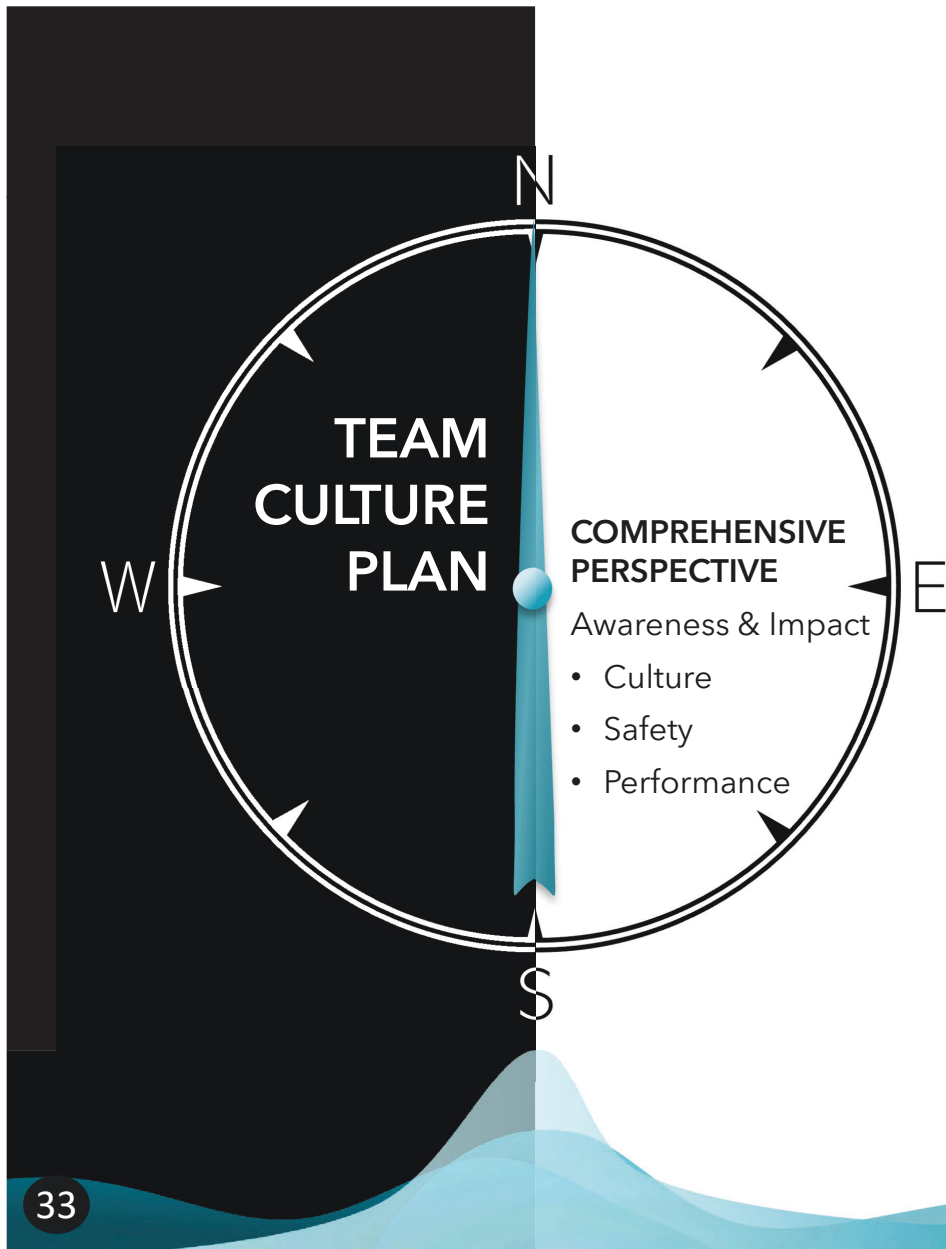 N
TEAM
CULTURE
PLAN
COMPREHENSIVE
PERSPECTIVE
Awareness & Impact
• Culture
• Safety
• Performance
W
E
S
33